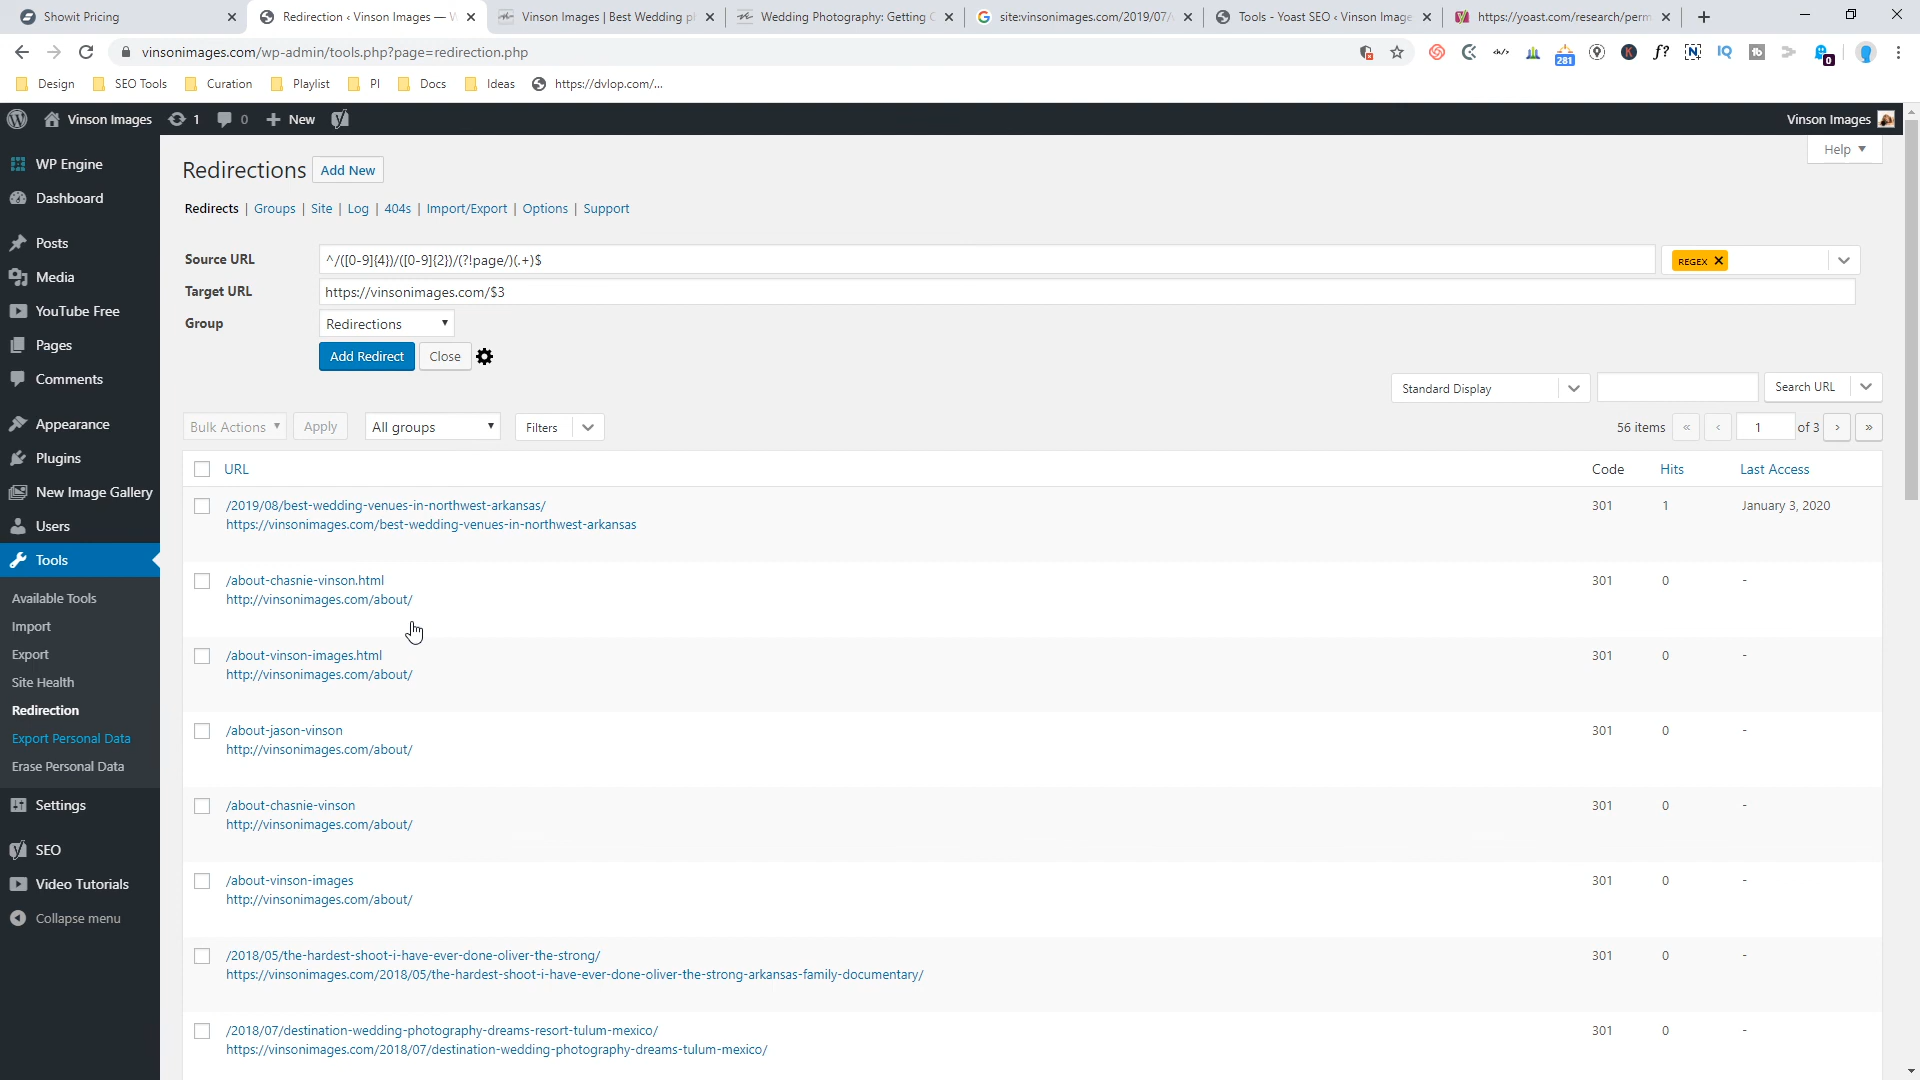 Showit Pricing
Redirection ‹ Vinson Images —
Vinson Images | Best Wedding p
Wedding Photography: Getting
site:vinsonimages.com/2019/07/
Tools - Yoast SEO ‹ Vinson Image
https://yoast.com/research/perm
vinsonimages.com/wp-admin/tools.php?page=redirection.php
281
0
Design
SEO Tools
Curation
Playlist
PI
Docs
Ideas
https://dvlop.com/...
Vinson Images
1
0
New
Vinson Images
WP Engine
Dashboard
Posts
Media
YouTube Free
Pages
Comments
Appearance
Plugins
New Image Gallery
Users
Tools
Available Tools
Import
Export
Site Health
Redirection
Export Personal Data
Erase Personal Data
Settings
SEO
Video Tutorials
Collapse menu
Help
Redirections
Add New
Redirects | Groups | Site | Log | 404s | Import/Export | Options | Support
Source URL
^/([0-9]{4})/([0-9]{2})/(?!page/)(.+)$
REGEX
Target URL
https://vinsonimages.com/$3
Group
Redirections
Add Redirect
Close
Standard Display
Search URL
Bulk Actions
Apply
All groups
Filters
56 items « ‹ 1 of 3 › »
URL Code Hits Last Access
/2019/08/best-wedding-venues-in-northwest-arkansas/ 301 1 January 3, 2020
https://vinsonimages.com/best-wedding-venues-in-northwest-arkansas
/about-chasnie-vinson.html 301 0 -
http://vinsonimages.com/about/
/about-vinson-images.html 301 0 -
http://vinsonimages.com/about/
/about-jason-vinson 301 0 -
http://vinsonimages.com/about/
/about-chasnie-vinson 301 0 -
http://vinsonimages.com/about/
/about-vinson-images 301 0 -
http://vinsonimages.com/about/
/2018/05/the-hardest-shoot-i-have-ever-done-oliver-the-strong/ 301 0 -
https://vinsonimages.com/2018/05/the-hardest-shoot-i-have-ever-done-oliver-the-strong-arkansas-family-documentary/
/2018/07/destination-wedding-photography-dreams-resort-tulum-mexico/ 301 0 -
https://vinsonimages.com/2018/07/destination-wedding-photography-dreams-tulum-mexico/